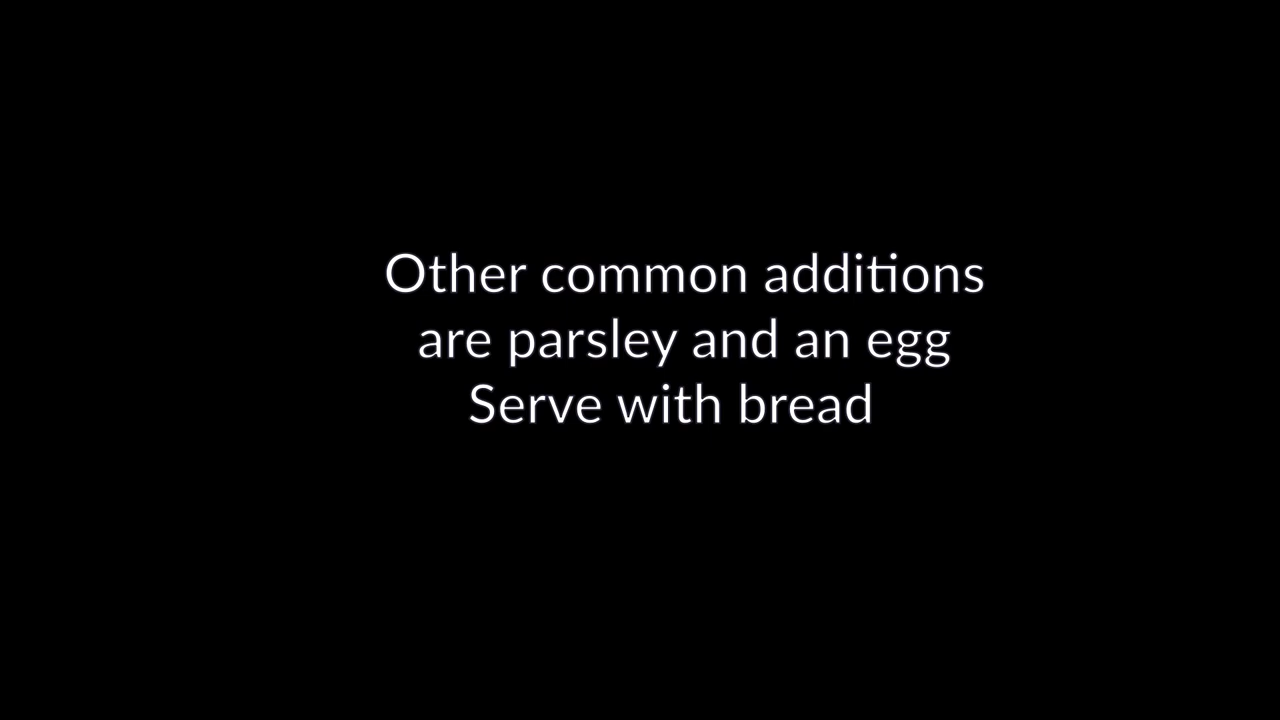 Other common additions
are parsley and an egg
Serve with bread